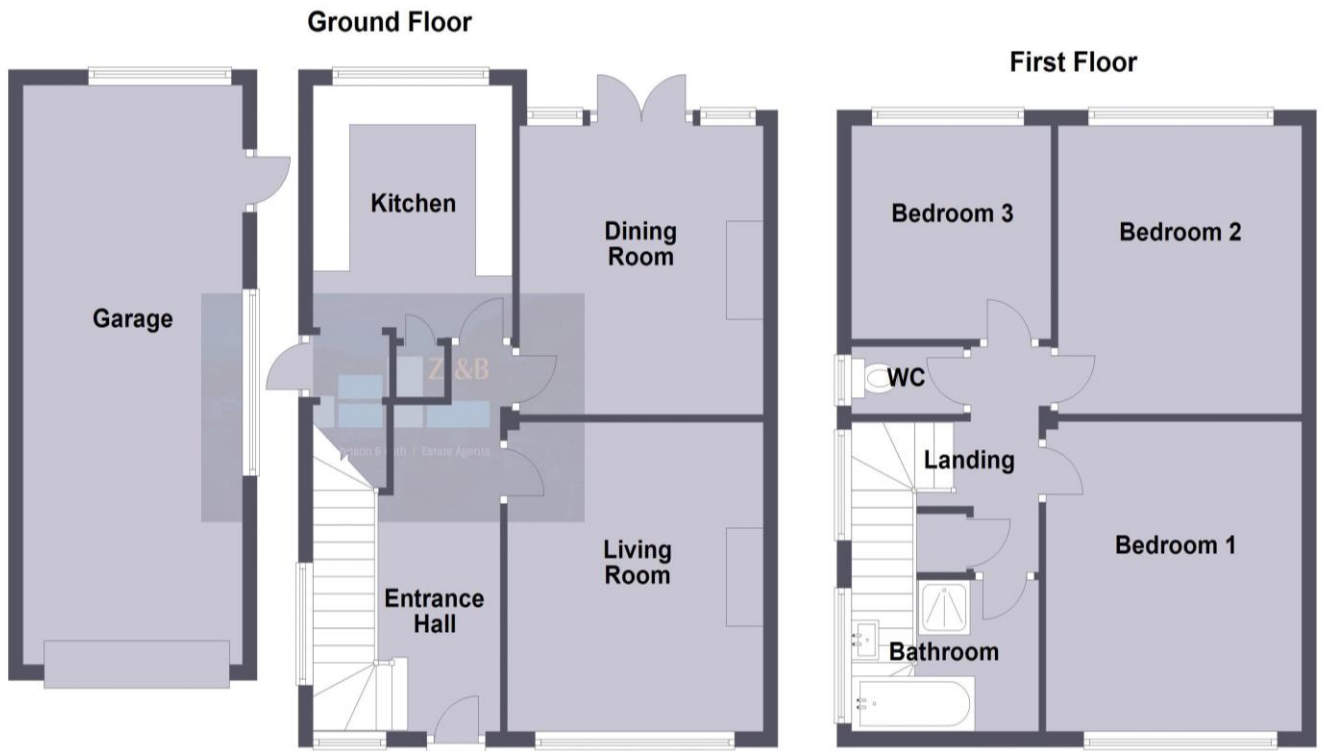 Ground Floor
First Floor
Kitchen
Dining
Room
Garage
Living
Room
Entrance
Hall
Bedroom 3
Bedroom 2
WC
Landing
Bedroom 1
Bathroom
&B
Estate Agents